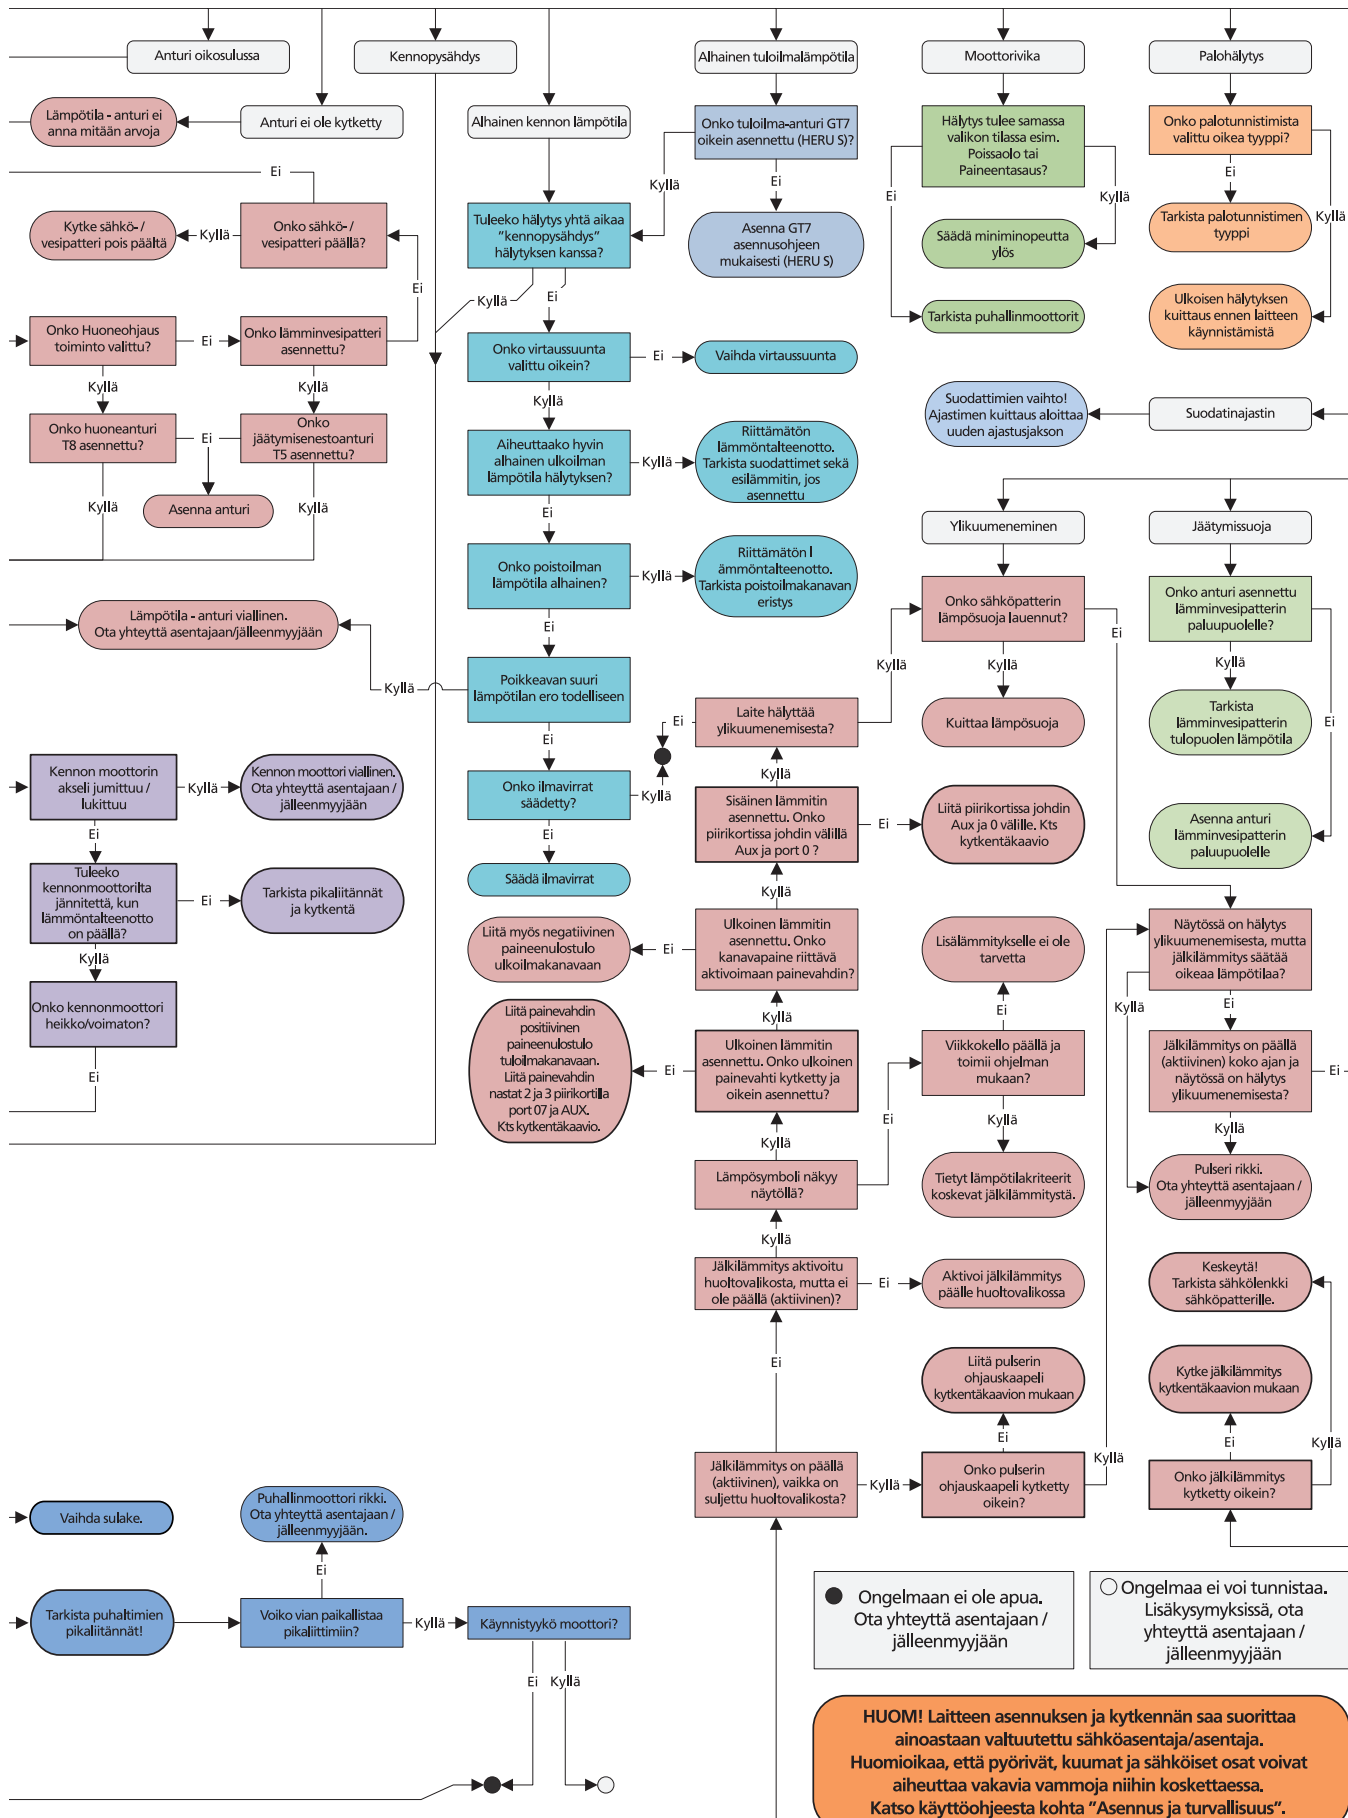 Anturi oikosulussa
Kennopysähdys
Alhainen tuloilmalämpötila
Moottorivika
Palohälytys
Lämpötila - anturi ei
anna mitään arvoja
Anturi ei ole kytketty
Alhainen kennon lämpötila
Onko tuloilma-anturi GT7
oikein asennettu (HERU S)?
Hälytys tulee samassa
valikon tilassa esim.
Poissaolo tai
Paineentasaus?
Onko palotunnistimista
valittu oikea tyyppi?
Ei
Kyllä
Ei
Ei
Kyllä
Ei
Kyllä
Kytke sähkö-/
vesipatteri pois päältä
Kyllä
Onko sähkö-/
vesipatteri päällä?
Tuleeko hälytys yhtä aikaa
"kennopysähdys"
hälytyksen kanssa?
Asenna GT7
asennusohjeen
mukaisesti (HERU S)
Säädä miniminopeutta
ylös
Tarkista palotunnistimen
tyyppi
Ei
Kyllä
Ei
Tarkista puhallinmoottorit
Ulkoisen hälytyksen
kuittaus ennen laitteen
käynnistämistä
Onko Huoneohjaus
toiminto valittu?
Ei
Onko lämminvesipatteri
asennettu?
Onko virtaussuunta
valittu oikein?
Ei
Vaihda virtaussuunta
Kyllä
Kyllä
Kyllä
Suodattimien vaihto!
Ajastimen kuittaus aloittaa
uuden ajastusjakson
Suodatinajastin
Onko huoneanturi
T8 asennettu?
Ei
Onko
jäätymisenestoanturi
T5 asennettu?
Aiheuttaako hyvin
alhainen ulkoilman
lämpötila hälytyksen?
Kyllä
Riittämätön
lämmöntalteenotto.
Tarkista suodattimet sekä
esilämmitin, jos
asennettu
Kyllä
Asenna anturi
Kyllä
Ei
Ylikuumeneminen
Jäätymissuoja
Onko poistoilman
lämpötila alhainen?
Kyllä
Riittämätön l
ämmöntalteenotto.
Tarkista poistoilmakanavan
eristys
Onko sähköpatterin
lämpösuoja lauennut?
Onko anturi asennettu
lämminvesipatterin
paluupuolelle?
Lämpötila - anturi viallinen.
Ota yhteyttä asentajaan/jälleenmyyjään
Ei
Ei
Kyllä
Kyllä
Kyllä
Kyllä
Poikkeavan suuri
lämpötilan ero todelliseen
Ei
Laite hälyttää
ylikuumenemisesta?
Kuittaa lämpösuoja
Tarkista
lämminvesipatterin
tulopuolen lämpötila
Ei
Ei
Kyllä
Kennon moottorin
akseli jumittuu /
lukittuu
Kyllä
Kennon moottori viallinen.
Ota yhteyttä asentajaan /
jälleenmyyjään
Onko ilmavirrat
säädetty?
Kyllä
Sisäinen lämmitin
asennettu. Onko
piirikortissa johdin välillä
Aux ja port 0 ?
Ei
Liitä piirikortissa johdin
Aux ja 0 välille. Kts
kytkentäkaavio
Asenna anturi
lämminvesipatterin
paluupuolelle
Ei
Ei
Tuleeko
kennonmoottorilta
jännitettä, kun
lämmöntalteenotto
on päällä?
Ei
Tarkista pikaliitännät
ja kytkentä
Säädä ilmavirrat
Kyllä
Liitä myös negatiivinen
paineenulostulo
ulkoilmakanavaan
Ei
Ulkoinen lämmitin
asennettu. Onko
kanavapaine riittävä
aktivoimaan painevahdin?
Lisälämmitykselle ei ole
tarvetta
Näytössä on hälytys
ylikuumenemisesta, mutta
jälkilämmitys säätää
oikeaa lämpötilaa?
Kyllä
Onko kennonmoottori
heikko/voimaton?
Kyllä
Ei
Kyllä
Ei
Liitä painevahdin
positiivinen
paineenulostulo
tuloilmakanavaan.
Liitä painevahdin
nastat 2 ja 3 piirikortilla
port 07 ja AUX.
Kts kytkentäkaavio.
Ei
Ulkoinen lämmitin
asennettu. Onko ulkoinen
painevahti kytketty ja
oikein asennettu?
Viikkokello päällä ja
toimii ohjelman
mukaan?
Jälkilämmitys on päällä
(aktiivinen) koko ajan ja
näytössä on hälytys
ylikuumenemisesta?
Ei
Ei
Ei
Kyllä
Kyllä
Kyllä
Lämpösymboli näkyy
näytöllä?
Tietyt lämpötilakriteerit
koskevat jälkilämmitystä.
Pulseri rikki.
Ota yhteyttä asentajaan /
jälleenmyyjään
Kyllä
Jälkilämmitys aktivoitu
huoltovalikosta, mutta ei
ole päällä (aktiivinen)?
Ei
Aktivoi jälkilämmitys
päälle huoltovalikossa
Keskeytä!
Tarkista sähkölenkki
sähköpatterille.
Ei
Liitä pulserin
ohjauskaapeli
kytkentäkaavion mukaan
Kytke jälkilämmitys
kytkentäkaavion mukaan
Ei
Kyllä
Ei
Kyllä
Jälkilämmitys on päällä
(aktiivinen), vaikka on
suljettu huoltovalikosta?
Kyllä
Onko pulserin
ohjauskaapeli kytketty
oikein?
Onko jälkilämmitys
kytketty oikein?
Vaihda sulake.
Puhallinmoottori rikki.
Ota yhteyttä asentajaan /
jälleenmyyjään.
Ei
Tarkista puhaltimien
pikaliitännät!
Voiko vian paikallistaa
pikaliittimiin?
Kyllä
Käynnistyykö moottori?
Ei
Kyllä
Ongelmaan ei ole apua.
Ota yhteyttä asentajaan /
jälleenmyyjään
Ongelmaa ei voi tunnistaa.
Lisäkysymyksissä, ota
yhteyttä asentajaan /
jälleenmyyjään
HUOM! Laitteen asennuksen ja kytkennän saa suorittaa
ainoastaan valtuutettu sähköasentaja/asentaja.
Huomioikaa, että pyörivät, kuumat ja sähköiset osat voivat
aiheuttaa vakavia vammoja niihin koskettaessa.
Katso käyttöohjeesta kohta "Asennus ja turvallisuus".